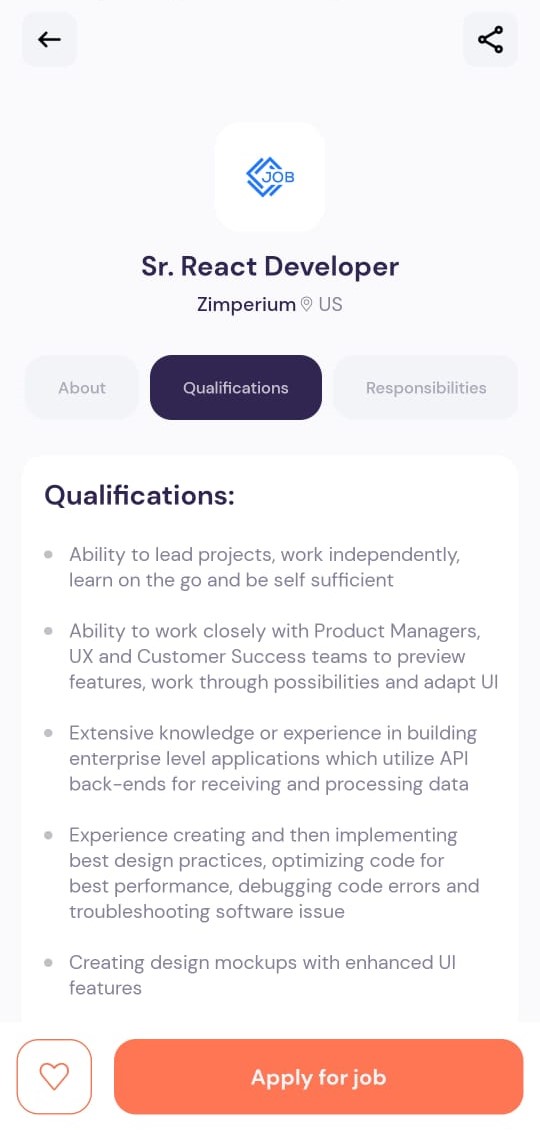 JOB
Sr. React Developer
Zimperium US
About Qualifications Responsibilities
Qualifications:
Ability to lead projects, work independently,
learn on the go and be self sufficient
Ability to work closely with Product Managers,
UX and Customer Success teams to preview
features, work through possibilities and adapt UI
Extensive knowledge or experience in building
enterprise level applications which utilize API
back-ends for receiving and processing data
Experience creating and then implementing
best design practices, optimizing code for
best performance, debugging code errors and
troubleshooting software issue
Creating design mockups with enhanced UI
features
Apply for job